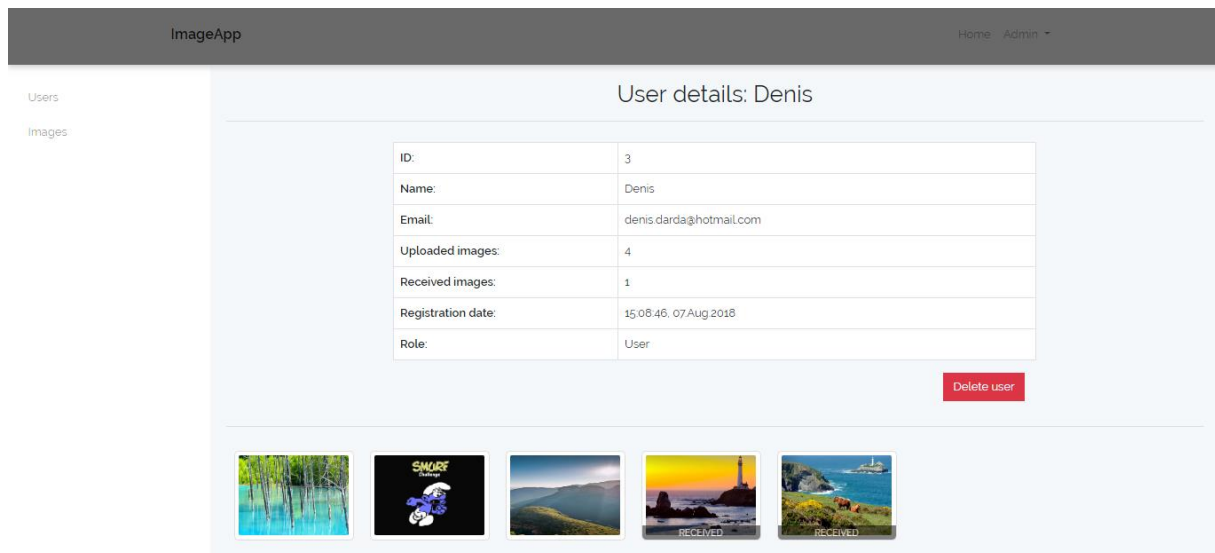 ImageApp
Home Admin
Users
Images
User details: Denis
ID: 3
Name: Denis
Email: denis.darda@hotmail.com
Uploaded images: 4
Received images: 1
Registration date: 15:08:46, 07.Aug.2018
Role: User
Delete user
SMURF
Challenge
RECEIVED
RECEIVED